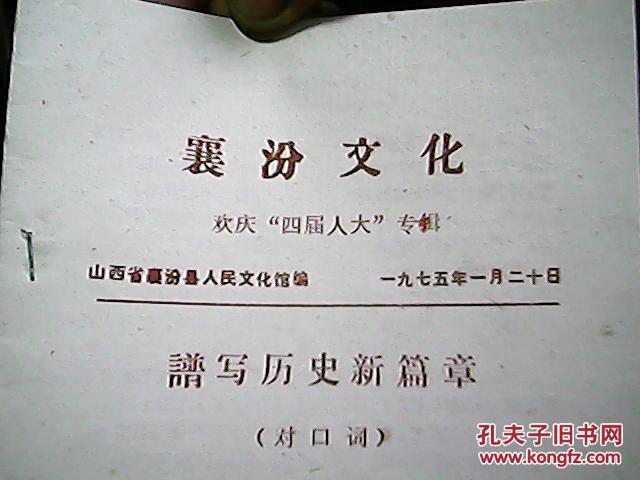 襄汾文化
欢庆“四届人大”专辑
山西省襄汾县人民文化馆编 一九七五年一月二十日
譜写历史新篇章
(对口词)
孔夫子旧书网
www.kongfz.com